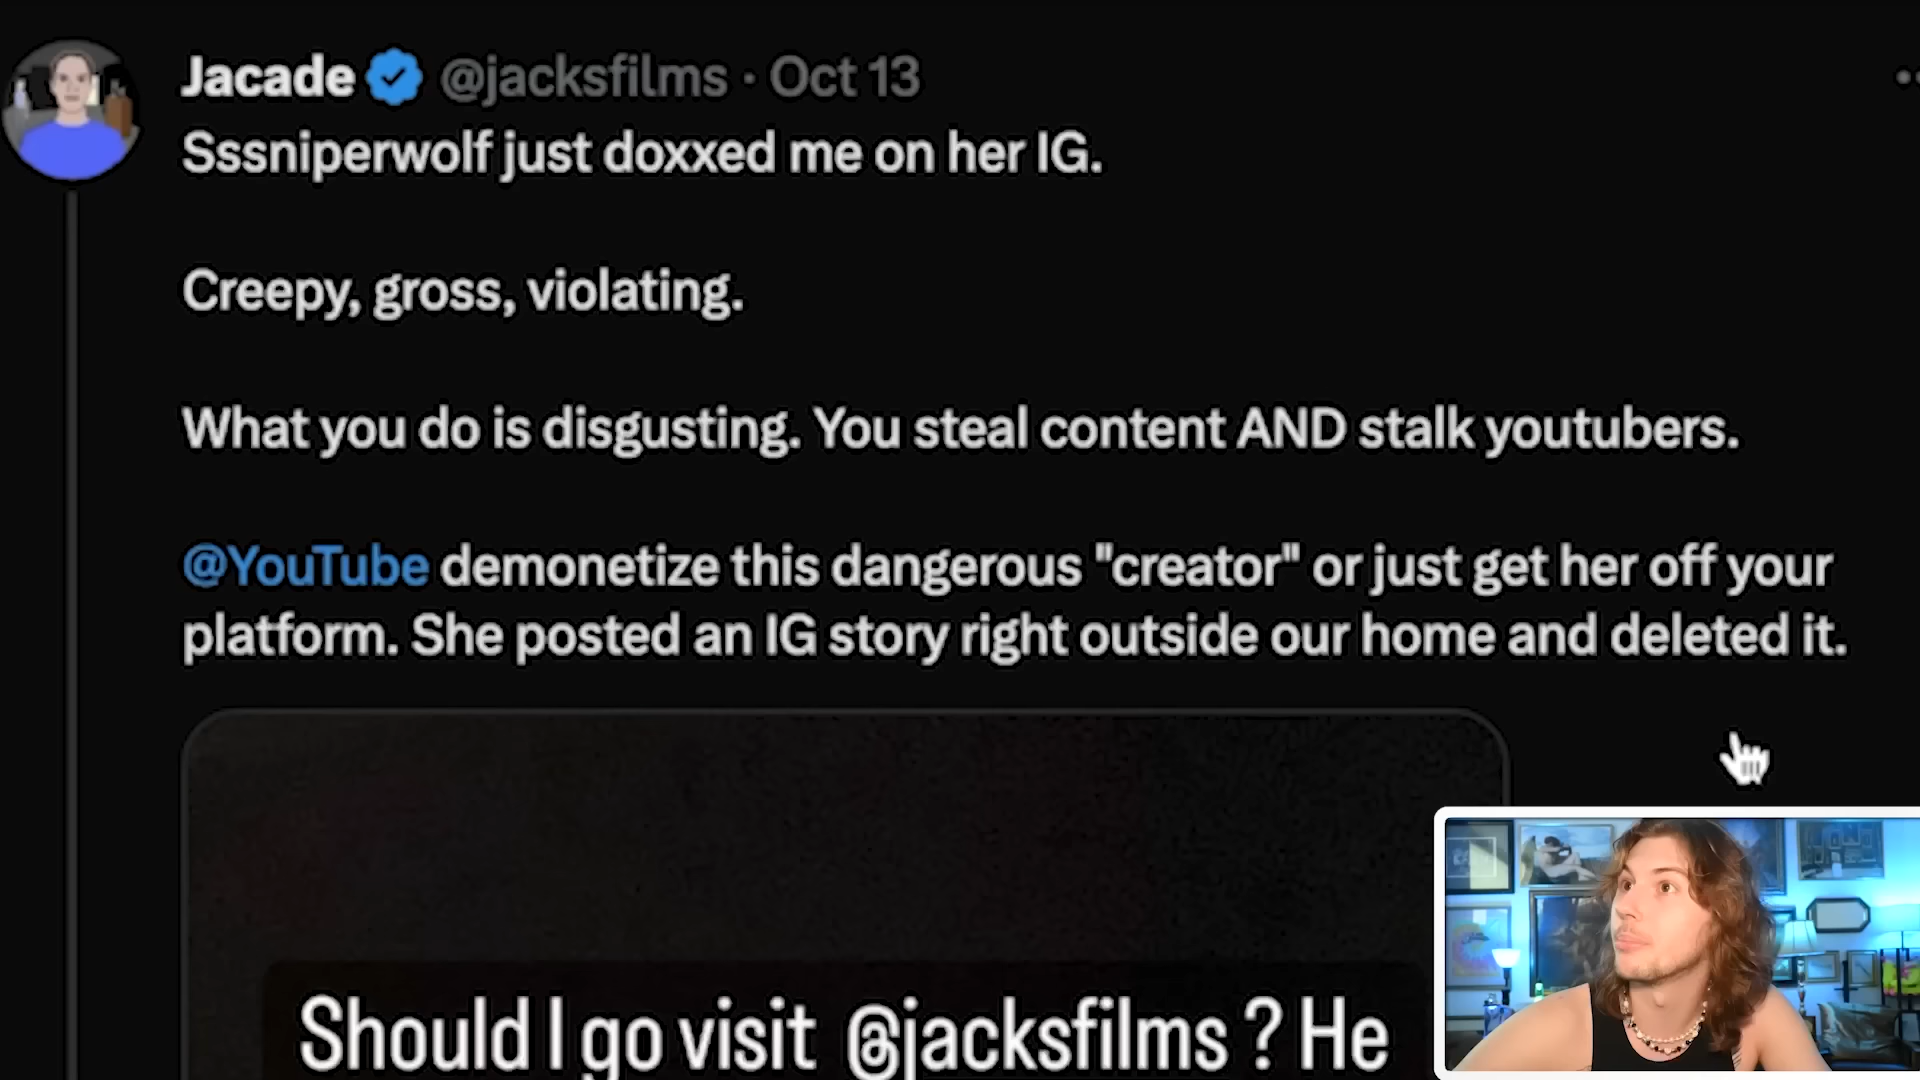 Jacade @jacksfilms · Oct 13
Sssniperwolf just doxxed me on her IG.
Creepy, gross, violating.
What you do is disgusting. You steal content AND stalk youtubers.
@YouTube demonetize this dangerous "creator" or just get her off your
platform. She posted an IG story right outside our home and deleted it.
Should I go visit @jacksfilms ? He